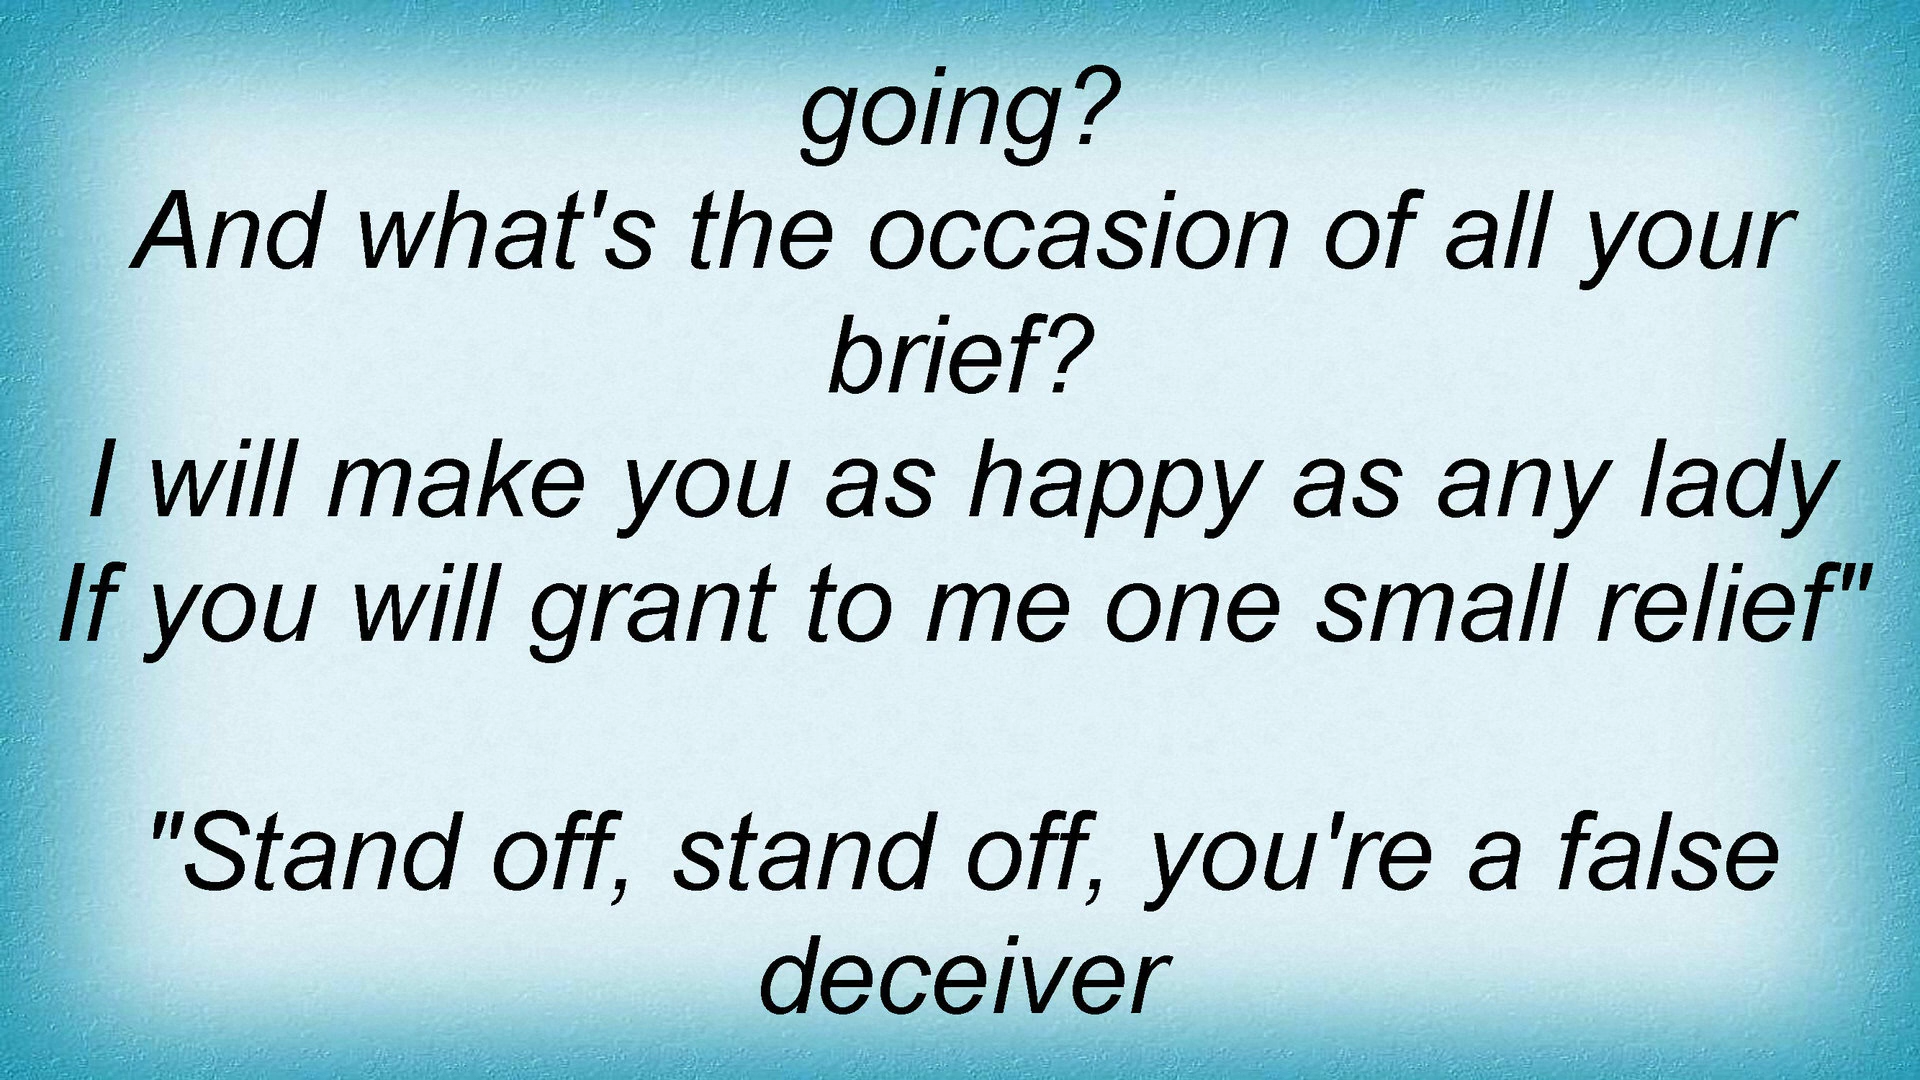 going?
And what's the occasion of all your
brief?
I will make you as happy as any lady
If you will grant to me one small relief"
"Stand off, stand off, you're a false
deceiver